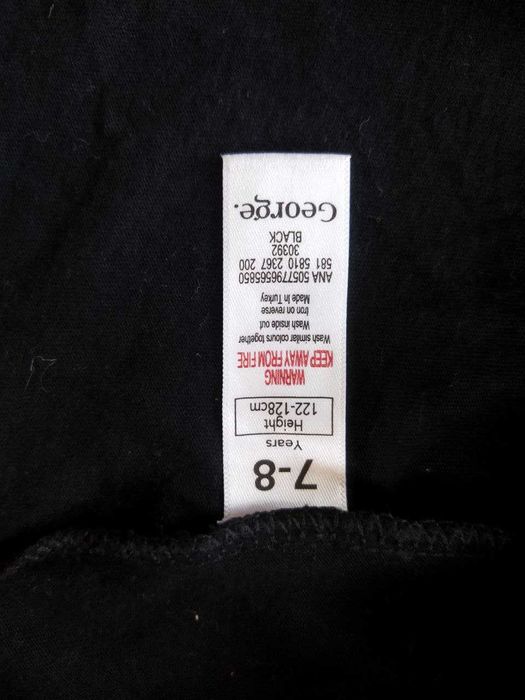 7-8
Years
Height
122-128cm
WARNING
KEEP AWAY FROM FIRE
Wash similar colours together
Wash inside out
Iron on reverse
Made in Turkey
ANA 5057796565850
581 5810 2367 200
30392
BLACK
George.